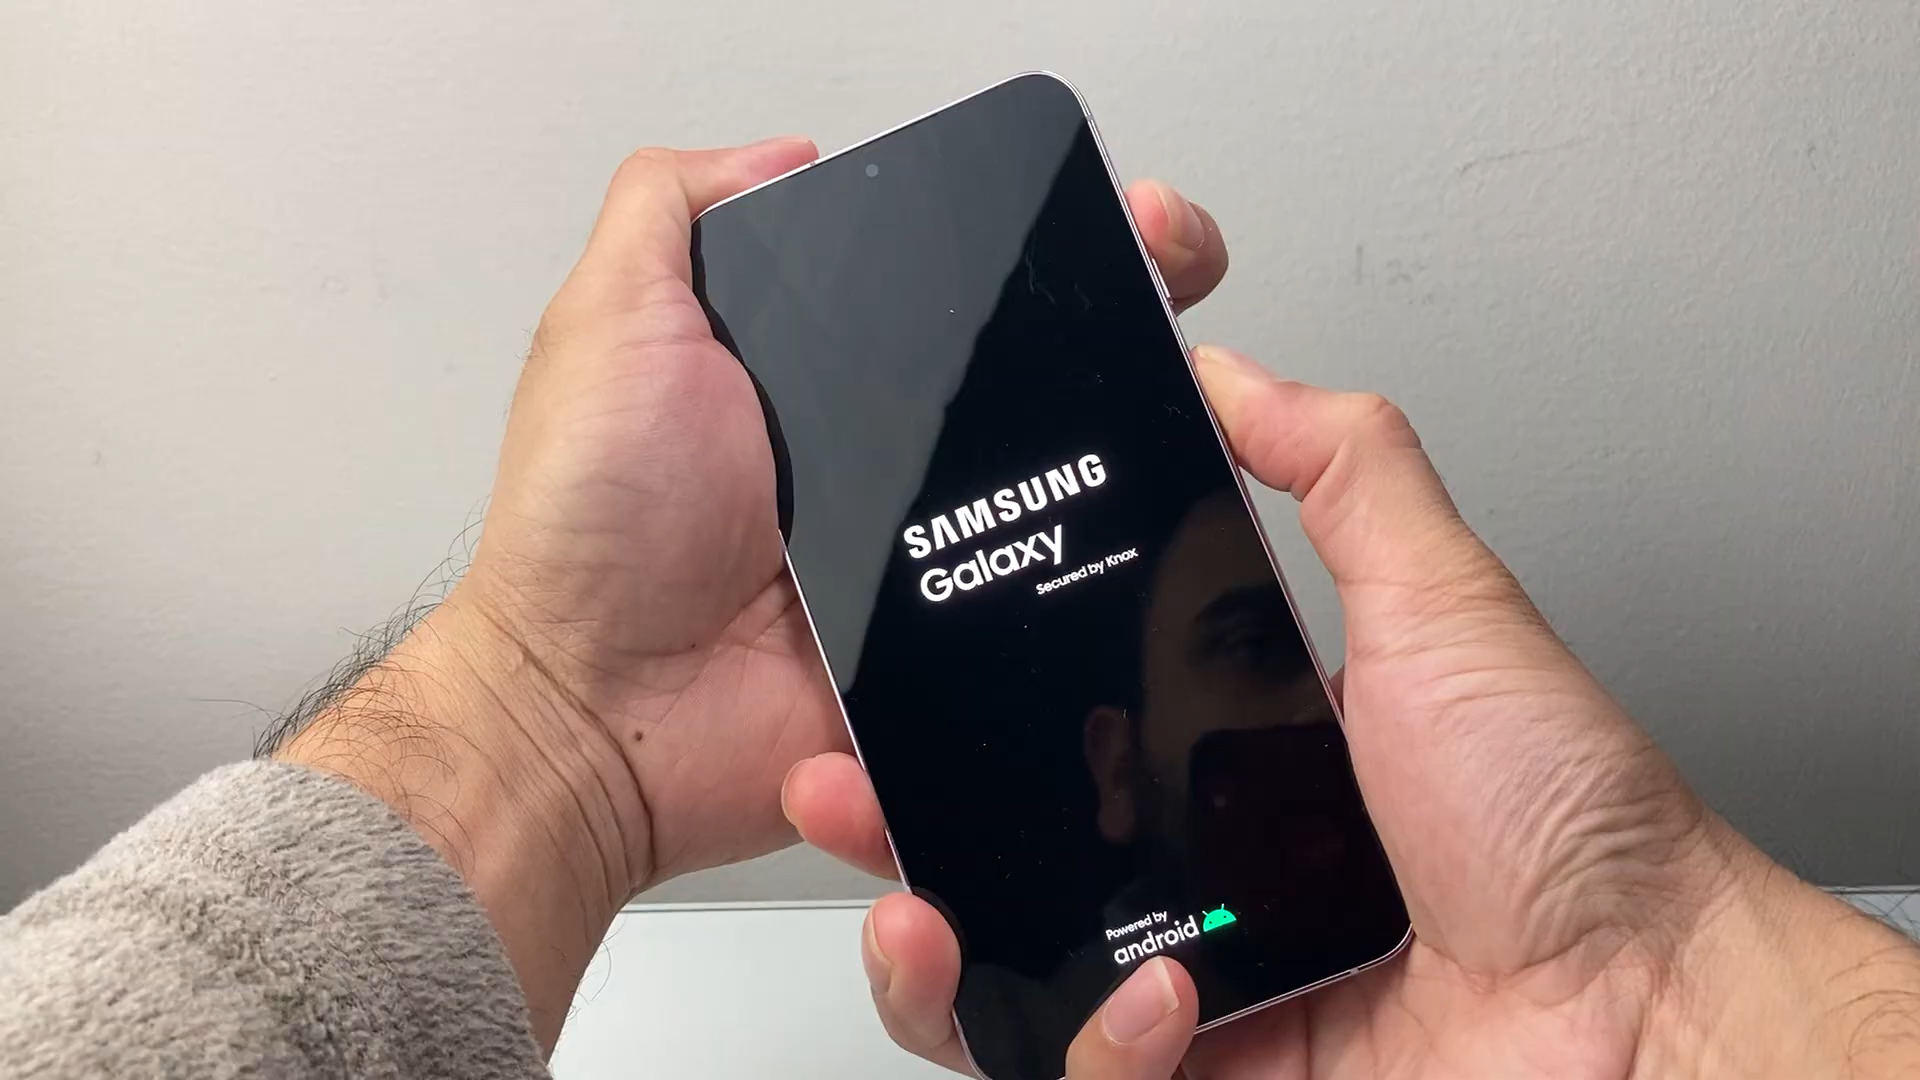 SAMSUNG
Galaxy
Secured by Knox
Powered by
android